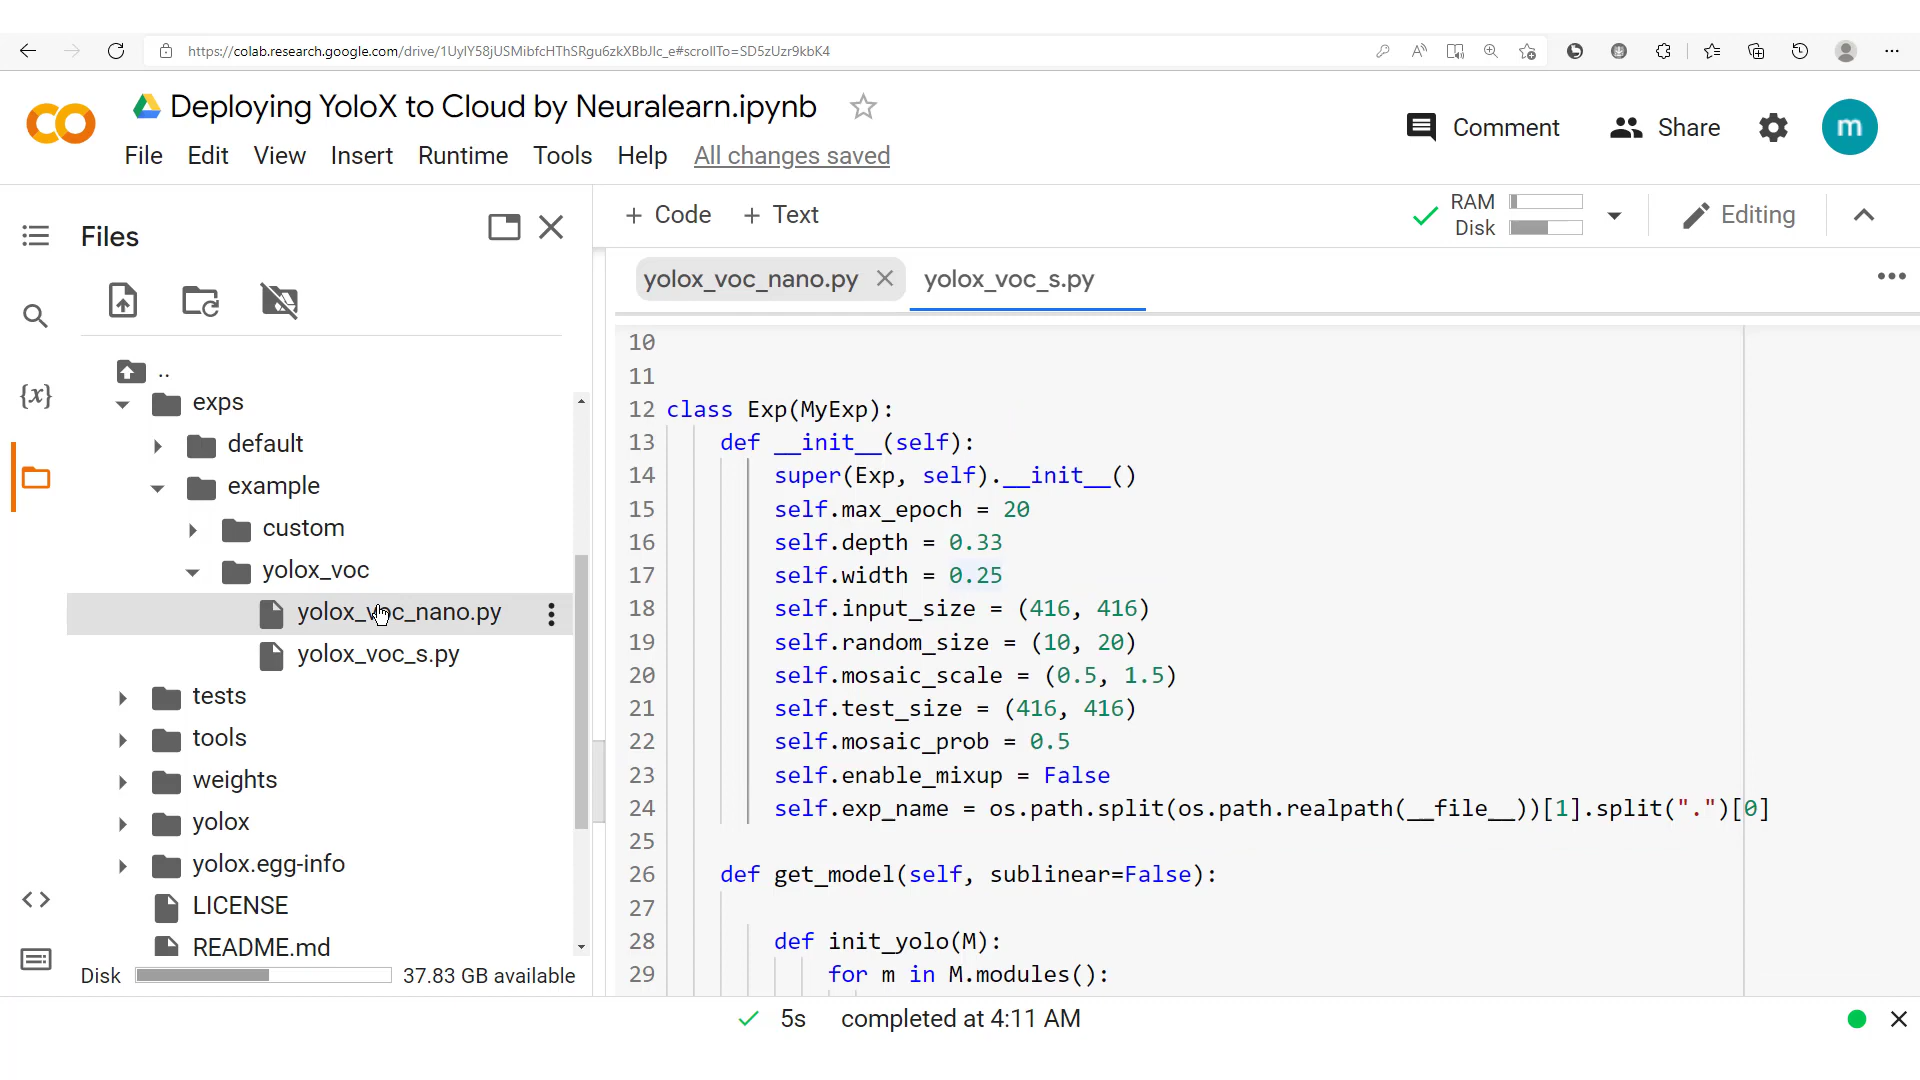 https://colab.research.google.com/drive/1UyIY58jUSMibfcHThSRgu6zkXBbJlc_e#scrollTo=SD5zUzr9kbK4
Deploying YoloX to Cloud by Neuralearn.ipynb
File Edit View Insert Runtime Tools Help All changes saved
Comment Share m
Files
+ Code + Text
RAM
Disk
Editing
yolox_voc_nano.py yolox_voc_s.py
..
exps
default
example
custom
yolox_voc
yolox_voc_nano.py
yolox_voc_s.py
tests
tools
weights
yolox
yolox.egg-info
LICENSE
README.md
Disk 37.83 GB available
{x}
10
11
12 class Exp(MyExp):
13 def __init__(self):
14 super(Exp, self).__init__()
15 self.max_epoch = 20
16 self.depth = 0.33
17 self.width = 0.25
18 self.input_size = (416, 416)
19 self.random_size = (10, 20)
20 self.mosaic_scale = (0.5, 1.5)
21 self.test_size = (416, 416)
22 self.mosaic_prob = 0.5
23 self.enable_mixup = False
24 self.exp_name = os.path.split(os.path.realpath(__file__))[1].split(".")[0]
25
26 def get_model(self, sublinear=False):
27
28 def init_yolo(M):
29 for m in M.modules():
5s completed at 4:11 AM